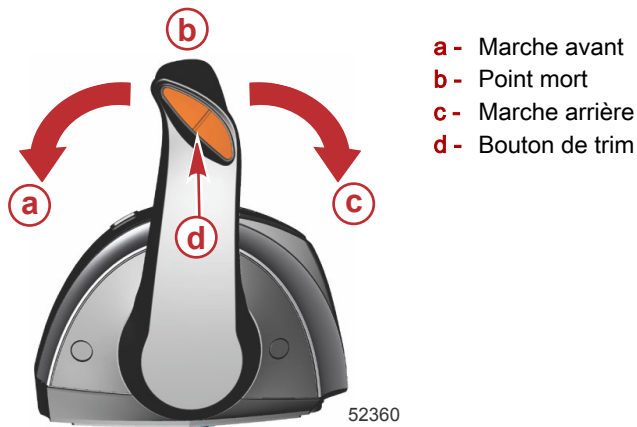 b
a
c
d
52360
a - Marche avant
b - Point mort
c - Marche arrière
d - Bouton de trim